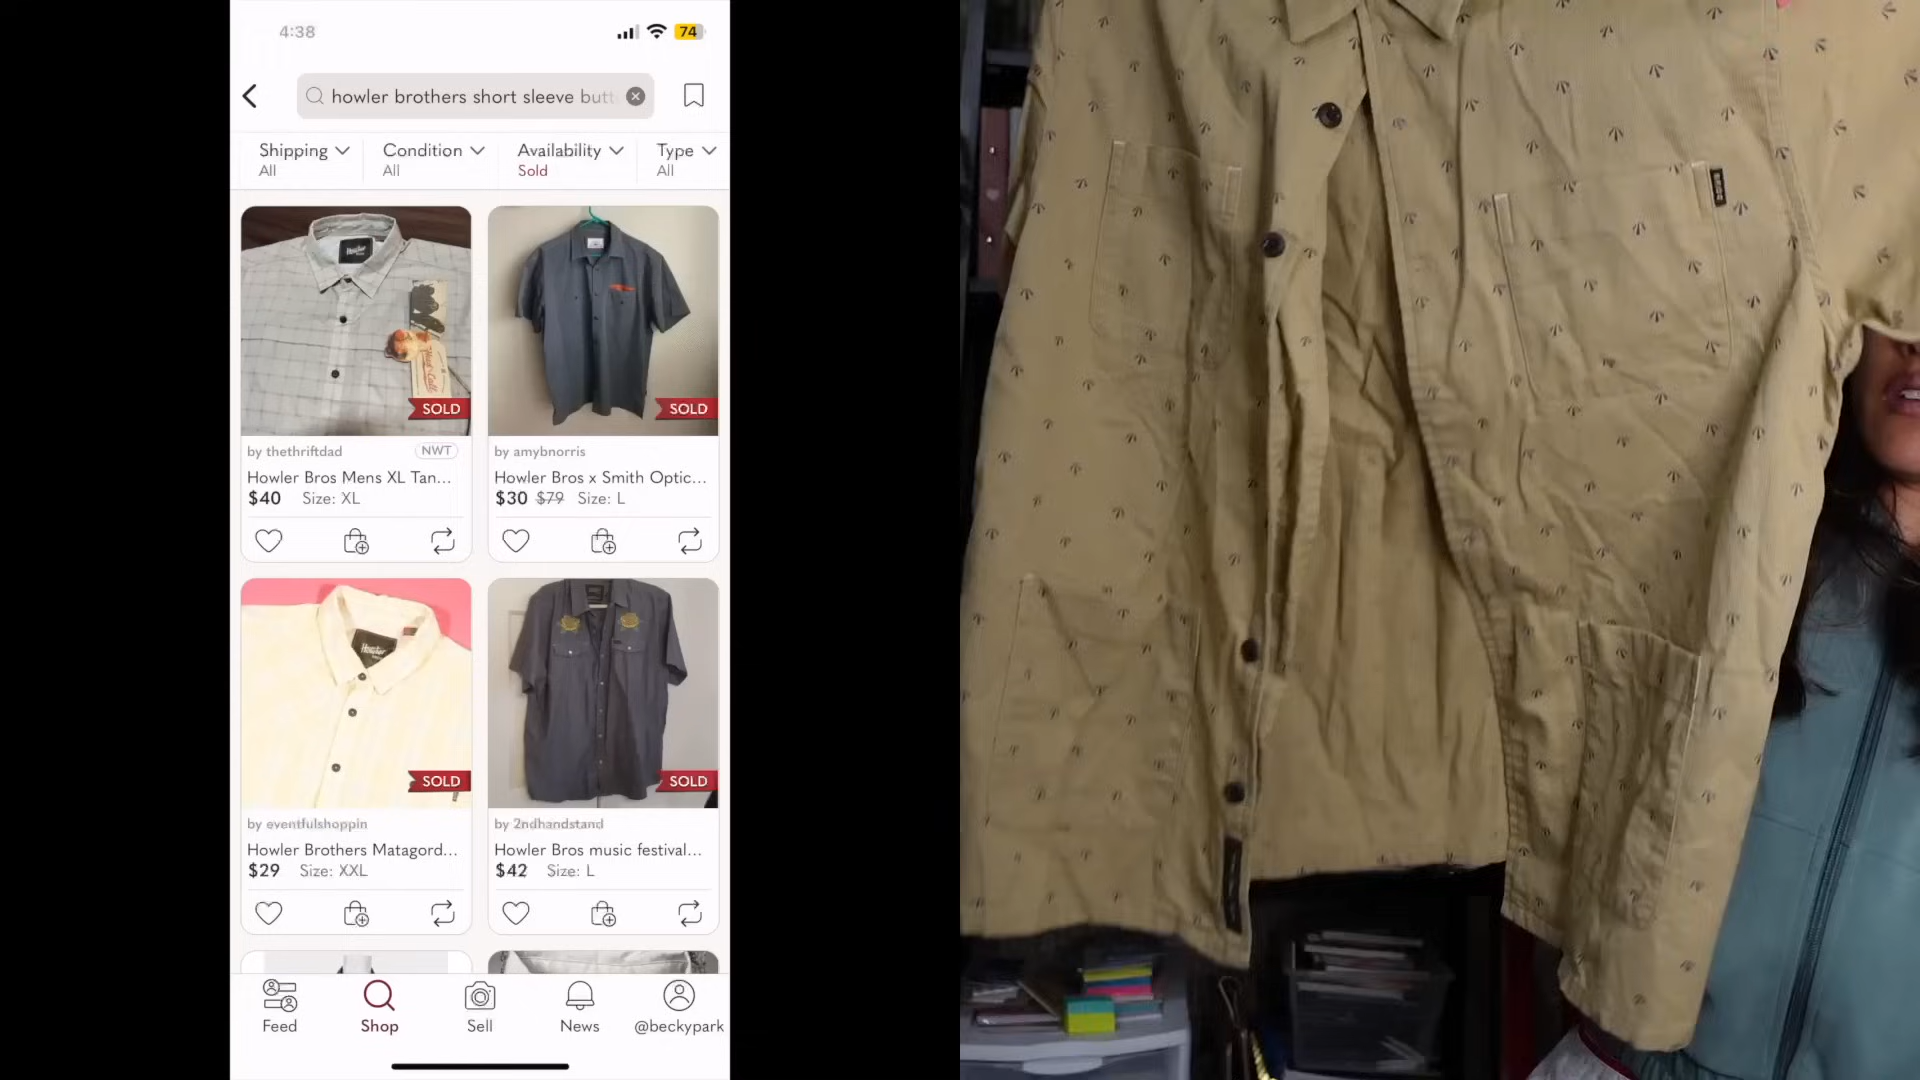 4:38
74
howler brothers short sleeve butt
Shipping
All
Condition
All
Availability
Sold
Type
All
Howler
SOLD
SOLD
by thethriftdad
NWT
Howler Bros Mens XL Tan...
$40 Size: XL
by amybnorris
Howler Bros x Smith Optic...
$30 $79 Size: L
Howler
SOLD
SOLD
by eventfulshoppin
Howler Brothers Matagord...
$29 Size: XXL
by 2ndhandstand
Howler Bros music festival...
$42 Size: L
Feed
Shop
Sell
News
@beckypark